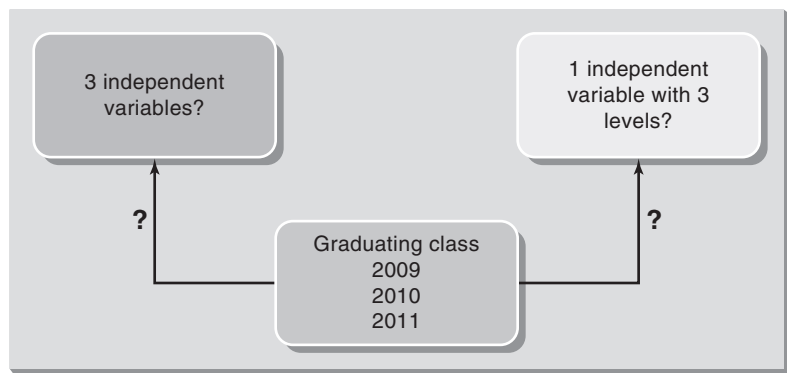 3 independent
variables?
1 independent
variable with 3
levels?
?
?
Graduating class
2009
2010
2011